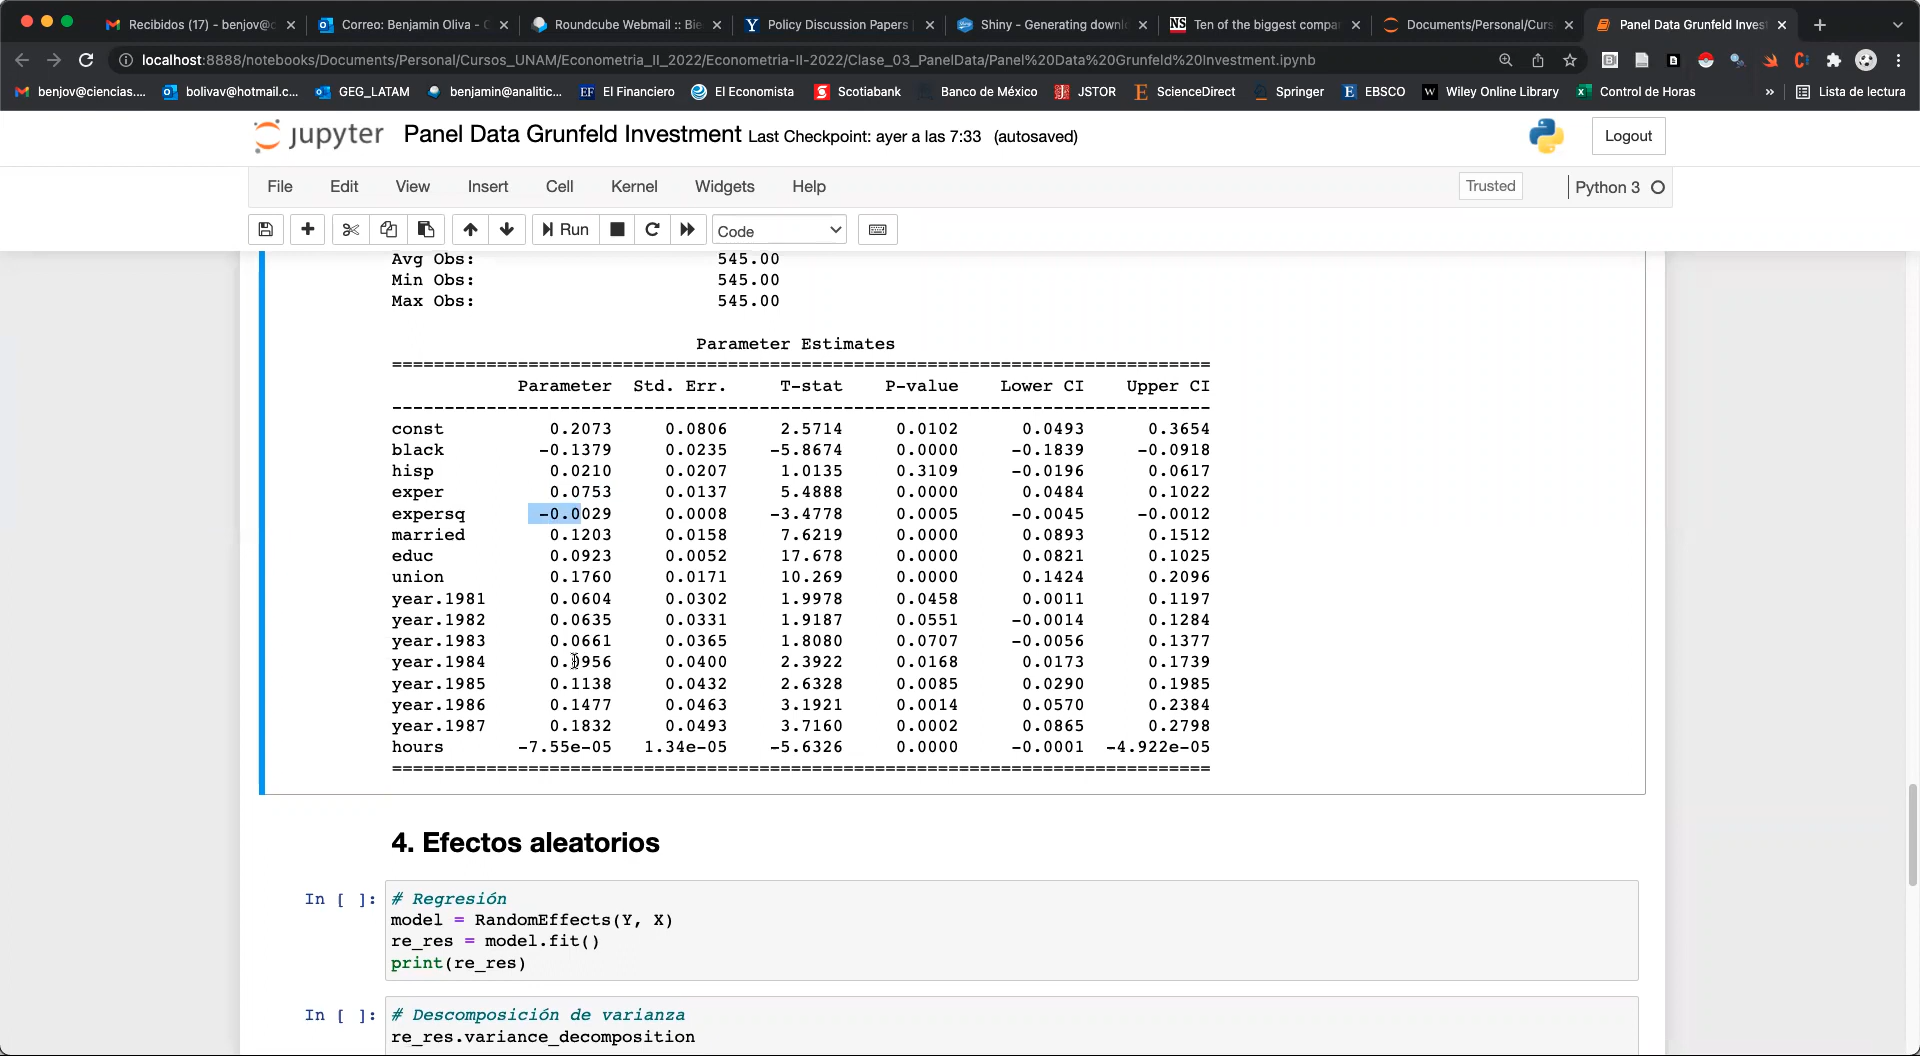 Recibidos (17) - benjov@c
Correo: Benjamin Oliva - C
Roundcube Webmail :: Bie
Policy Discussion Papers
Shiny - Generating downl
Ten of the biggest compa
Documents/Personal/Curs
Panel Data Grunfeld Inves
localhost:8888/notebooks/Documents/Personal/Cursos_UNAM/Econometria_II_2022/Econometria-II-2022/Clase_03_PanelData/Panel%20Data%20Grunfeld%20Investment.ipynb
benjov@ciencias.... bolivav@hotmail.c... GEG_LATAM benjamin@analitic... EF El Financiero El Economista Scotiabank Banco de México JSTOR ScienceDirect Springer EBSCO Wiley Online Library Control de Horas » Lista de lectura
jupyter Panel Data Grunfeld Investment Last Checkpoint: ayer a las 7:33 (autosaved) Logout
File Edit View Insert Cell Kernel Widgets Help Trusted Python 3
Run Code
Avg Obs: 545.00
Min Obs: 545.00
Max Obs: 545.00
Parameter Estimates
==============================================================================
Parameter Std. Err. T-stat P-value Lower CI Upper CI
------------------------------------------------------------------------------
const 0.2073 0.0806 2.5714 0.0102 0.0493 0.3654
black -0.1379 0.0235 -5.8674 0.0000 -0.1839 -0.0918
hisp 0.0210 0.0207 1.0135 0.3109 -0.0196 0.0617
exper 0.0753 0.0137 5.4888 0.0000 0.0484 0.1022
expersq -0.0029 0.0008 -3.4778 0.0005 -0.0045 -0.0012
married 0.1203 0.0158 7.6219 0.0000 0.0893 0.1512
educ 0.0923 0.0052 17.678 0.0000 0.0821 0.1025
union 0.1760 0.0171 10.269 0.0000 0.1424 0.2096
year.1981 0.0604 0.0302 1.9978 0.0458 0.0011 0.1197
year.1982 0.0635 0.0331 1.9187 0.0551 -0.0014 0.1284
year.1983 0.0661 0.0365 1.8080 0.0707 -0.0056 0.1377
year.1984 0.0956 0.0400 2.3922 0.0168 0.0173 0.1739
year.1985 0.1138 0.0432 2.6328 0.0085 0.0290 0.1985
year.1986 0.1477 0.0463 3.1921 0.0014 0.0570 0.2384
year.1987 0.1832 0.0493 3.7160 0.0002 0.0865 0.2798
hours -7.55e-05 1.34e-05 -5.6326 0.0000 -0.0001 -4.922e-05
==============================================================================
4. Efectos aleatorios
In [ ]: # Regresión
model = RandomEffects(Y, X)
re_res = model.fit()
print(re_res)
In [ ]: # Descomposición de varianza
re_res.variance_decomposition